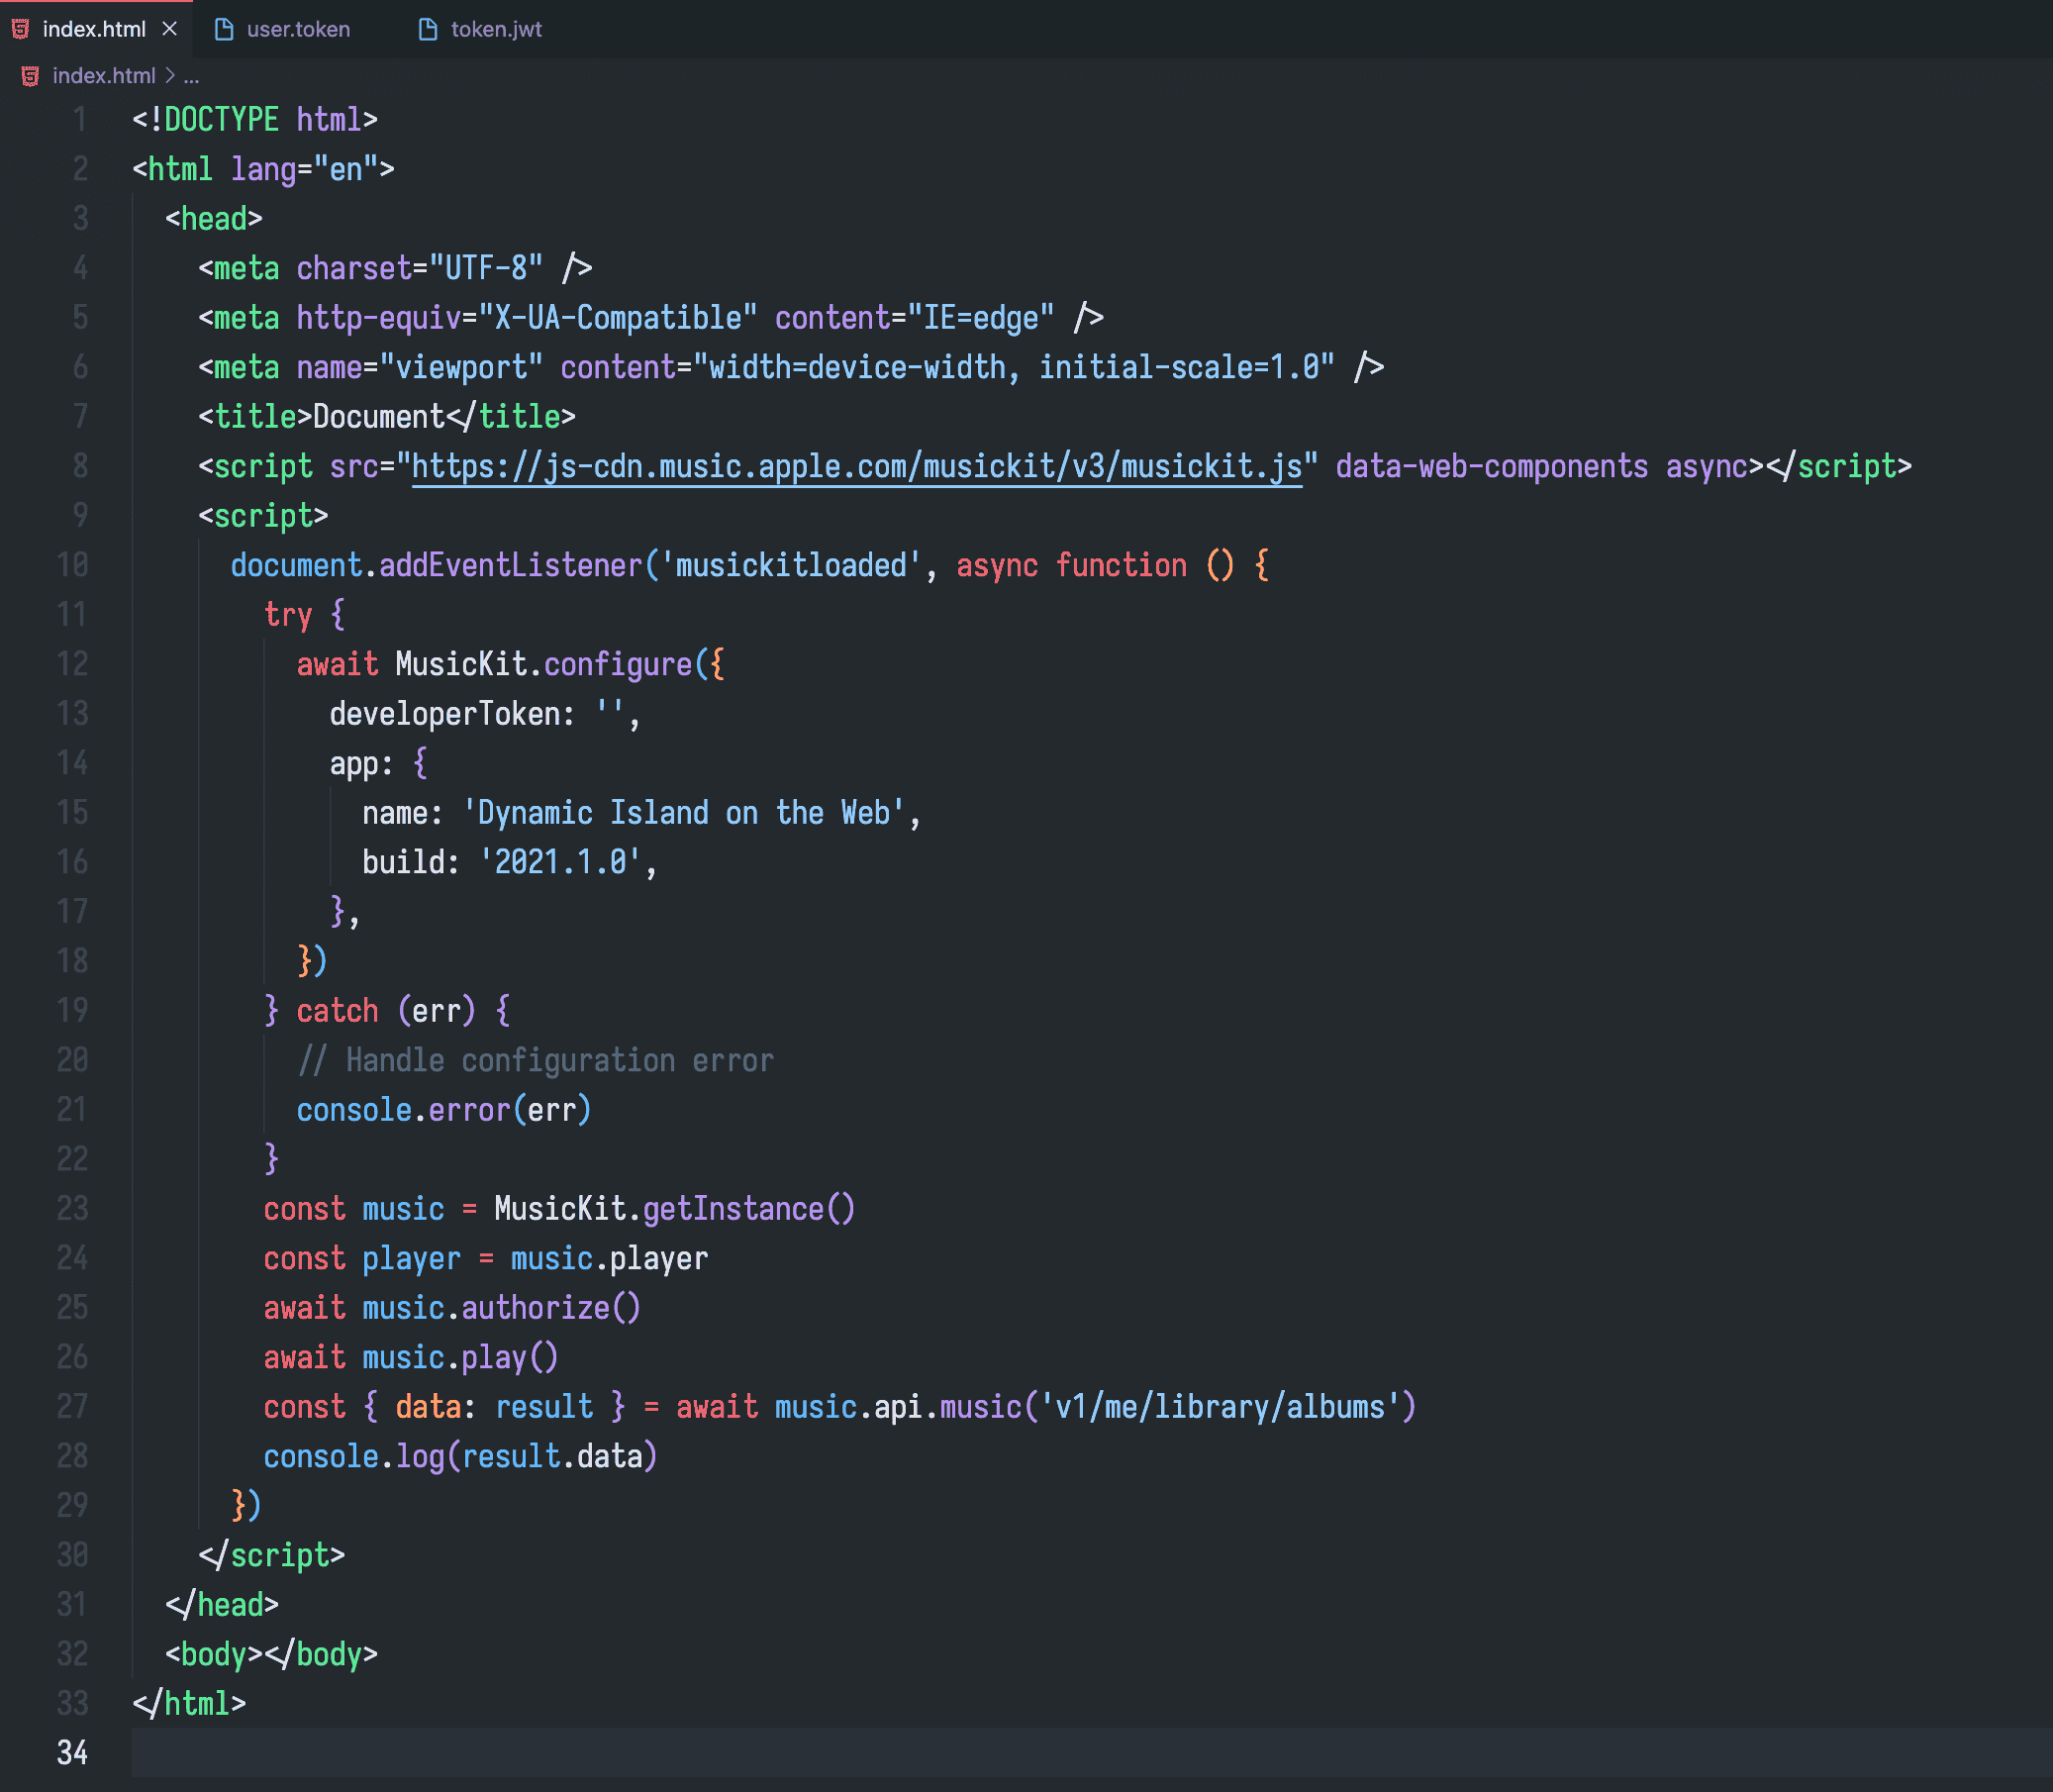 index.html user.token token.jwt
index.html > ...
1 <!DOCTYPE html>
2 <html lang="en">
3 <head>
4 <meta charset="UTF-8" />
5 <meta http-equiv="X-UA-Compatible" content="IE=edge" />
6 <meta name="viewport" content="width=device-width, initial-scale=1.0" />
7 <title>Document</title>
8 <script src="https://js-cdn.music.apple.com/musickit/v3/musickit.js" data-web-components async></script>
9 <script>
10 document.addEventListener('musickitloaded', async function () {
11 try {
12 await MusicKit.configure({
13 developerToken: '',
14 app: {
15 name: 'Dynamic Island on the Web',
16 build: '2021.1.0',
17 },
18 })
19 } catch (err) {
20 // Handle configuration error
21 console.error(err)
22 }
23 const music = MusicKit.getInstance()
24 const player = music.player
25 await music.authorize()
26 await music.play()
27 const { data: result } = await music.api.music('v1/me/library/albums')
28 console.log(result.data)
29 })
30 </script>
31 </head>
32 <body></body>
33 </html>
34